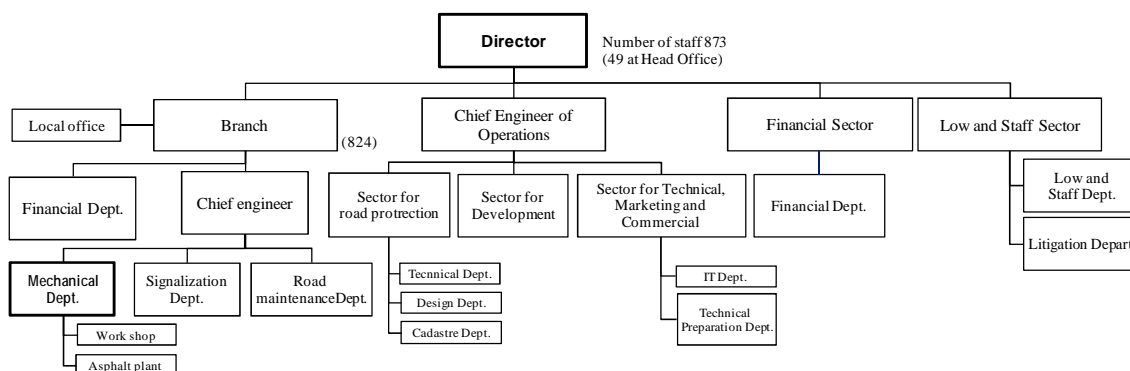 Director
Number of staff 873
(49 at Head Office)
Local office
Branch
(824)
Chief Engineer of
Operations
Financial Sector
Low and Staff Sector
Financial Dept.
Chief engineer
Sector for
road protrection
Sector for
Development
Sector for Technical,
Marketing and
Commercial
Financial Dept.
Low and
Staff Dept.
Litigation Depart
Mechanical
Dept.
Signalization
Dept.
Road
maintenanceDept.
Tecnnical Dept.
Design Dept.
Cadastre Dept.
IT Dept.
Technical
Preparation Dept.
Work shop
Asphalt plant